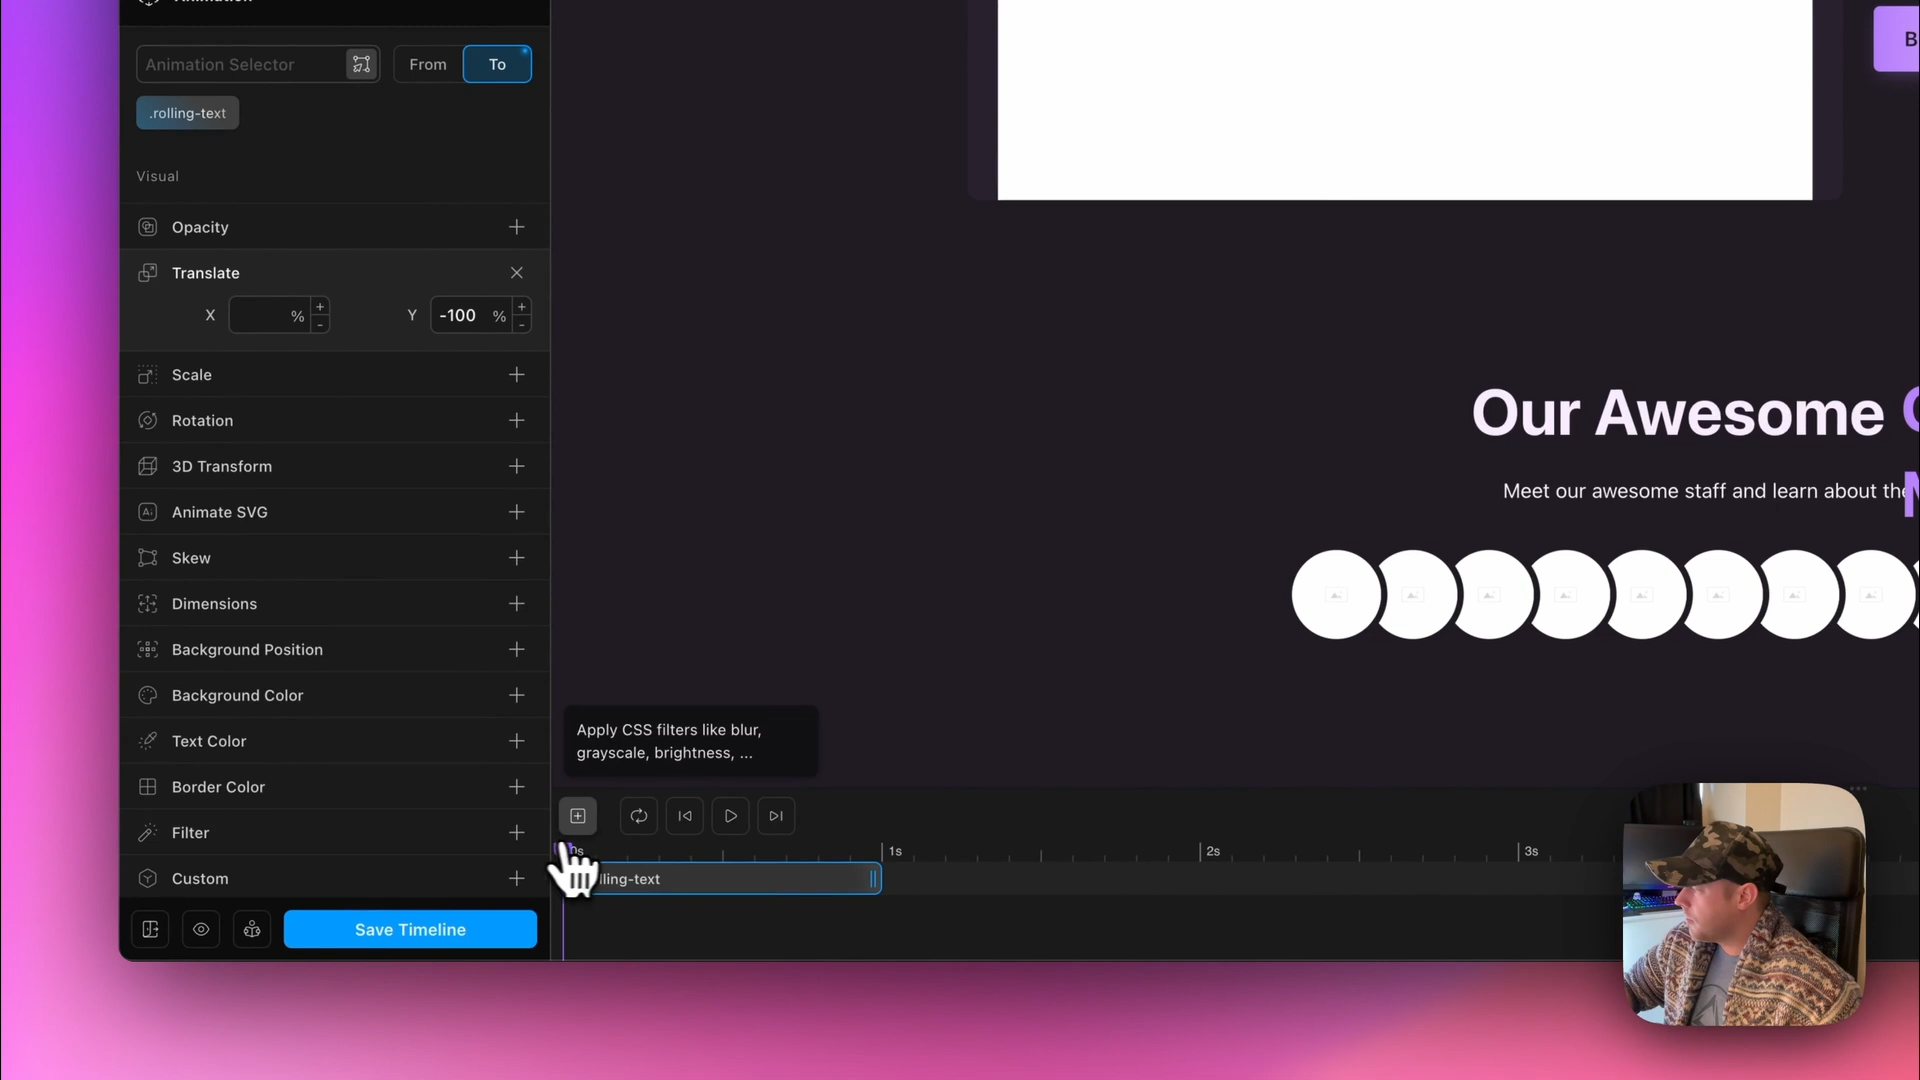 Animation Selector
From
To
.rolling-text
Visual
Opacity
Translate
X
%
+
-
Y
-100 %
+
-
Scale
Rotation
3D Transform
Animate SVG
Skew
Dimensions
Background Position
Background Color
Text Color
Border Color
Filter
Custom
Save Timeline
B
Our Awesome
Meet our awesome staff and learn about the
Apply CSS filters like blur,
grayscale, brightness, ...
1s
2s
3s
lling-text